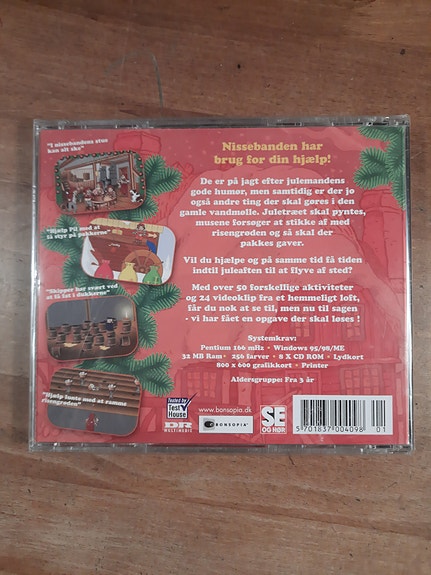 "I nissebandens stue
kan alt ske"
"Hjælp Pil med at
få styr på pakkerne"
"Skipper har svært ved
at få fat i dukkerne"
"Hjælp Tonte med at ramme
risengrøden"
Nissebanden har
brug for din hjælp!
De er på jagt efter julemandens
gode humør, men samtidig er der jo
også andre ting der skal gøres i den
gamle vandmølle. Juletræet skal pyntes,
musene forsøger at stikke af med
risengrøden og så skal der
pakkes gaver.
Vil du hjælpe og på samme tid få tiden
indtil juleaften til at flyve af sted?
Med over 50 forskellige aktiviteter
og 24 videoklip fra et hemmeligt loft,
får du nok at se til, men nu til sagen
- vi har fået en opgave der skal løses !
Systemkrav:
Pentium 166 mHz · Windows 95/98/ME
32 MB Ram · 256 farver · 8 X CD ROM · Lydkort
800 x 600 grafikkort · Printer
Aldersgruppe: Fra 3 år
Tested by
Test
House
DR
MULTIMEDIE
www.bonsopia.dk
BONSOPIA
SE
OG HØR
01
5 701837 004098